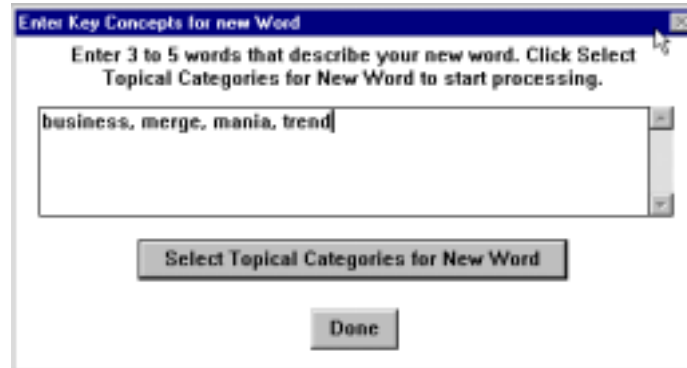 Enter Key Concepts for new Word
Enter 3 to 5 words that describe your new word. Click Select
Topical Categories for New Word to start processing.
business, merge, mania, trend
Select Topical Categories for New Word
Done